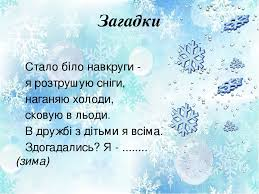 Загадки
Стало біло навкруги -
я розтрушую сніги,
наганяю холоди,
сковую в льоди.
В дружбі з дітьми я всіма.
Здогадались? Я - ........
(зима)